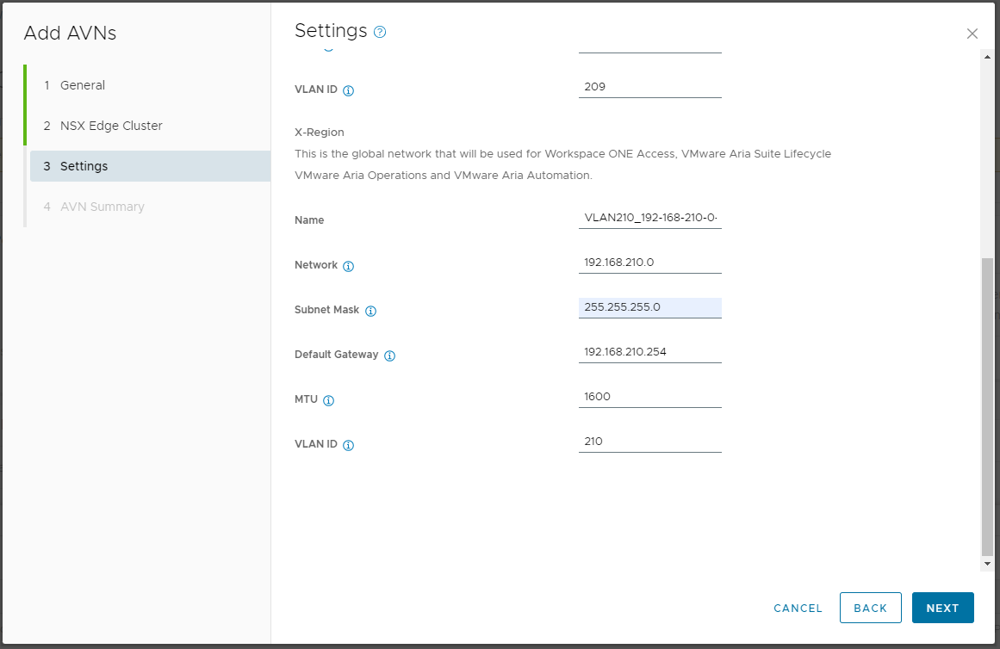 Add AVNs
1 General
2 NSX Edge Cluster
3 Settings
4 AVN Summary
Settings
VLAN ID 209
X-Region
This is the global network that will be used for Workspace ONE Access, VMware Aria Suite Lifecycle
VMware Aria Operations and VMware Aria Automation.
Name VLAN210_192-168-210-0-
Network 192.168.210.0
Subnet Mask 255.255.255.0
Default Gateway 192.168.210.254
MTU 1600
VLAN ID 210
CANCEL BACK NEXT